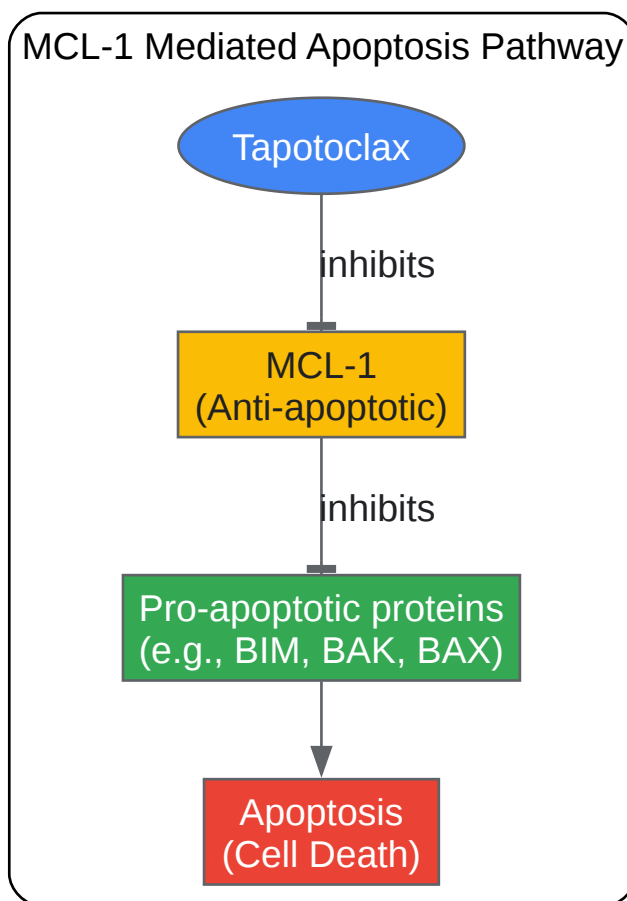 MCL-1 Mediated Apoptosis Pathway
Tapotoclax
inhibits
MCL-1
(Anti-apoptotic)
inhibits
Pro-apoptotic proteins
(e.g., BIM, BAK, BAX)
Apoptosis
(Cell Death)